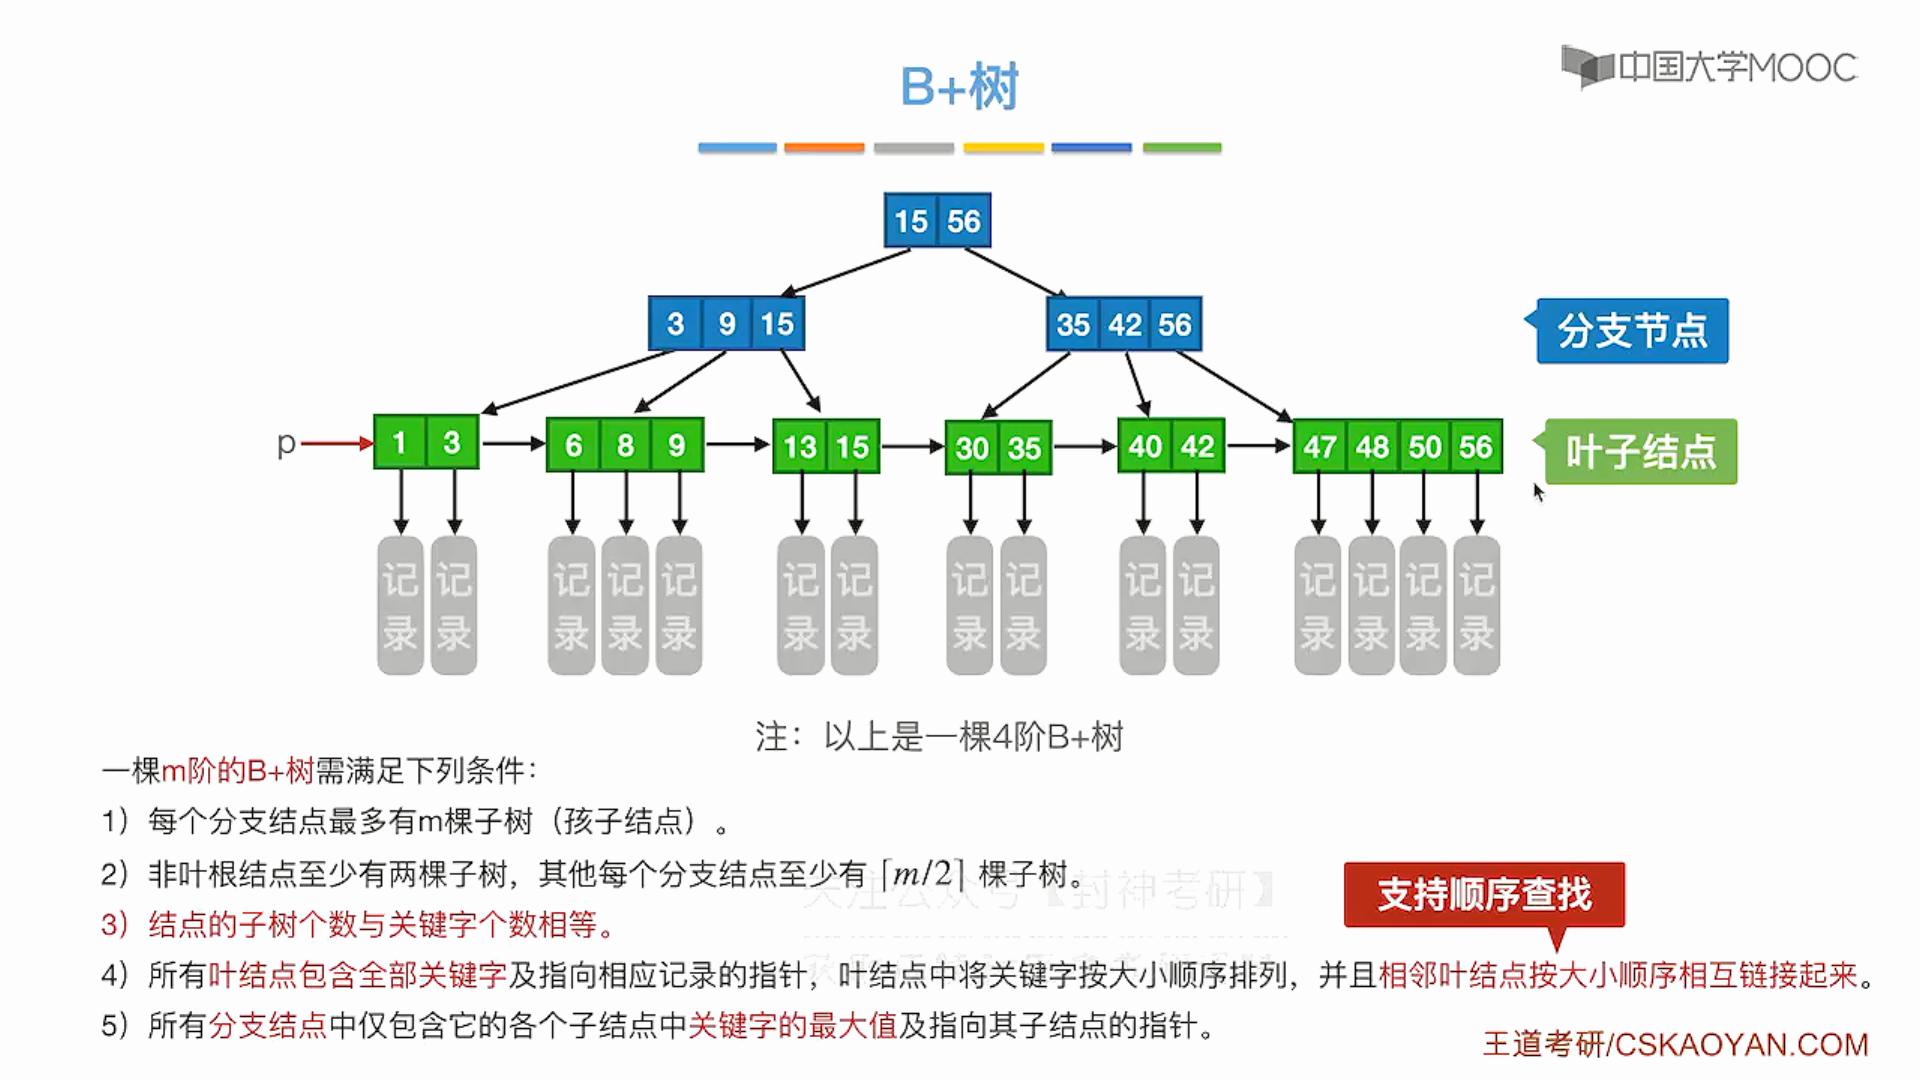 B+树
中国大学MOOC
15 56
3 9 15
35 42 56
分支节点
p
1 3
6 8 9
13 15
30 35
40 42
47 48 50 56
叶子结点
记录 记录 记录 记录 记录 记录 记录 记录 记录 记录 记录 记录 记录 记录 记录
注：以上是一棵4阶B+树
一棵m阶的B+树需满足下列条件：
1）每个分支结点最多有m棵子树（孩子结点）。
2）非叶根结点至少有两棵子树，其他每个分支结点至少有 ⌈m/2⌉ 棵子树。
关注公众号【封神考研】
支持顺序查找
3）结点的子树个数与关键字个数相等。
4）所有叶结点包含全部关键字及指向相应记录的指针，叶结点中将关键字按大小顺序排列，并且相邻叶结点按大小顺序相互链接起来。
5）所有分支结点中仅包含它的各个子结点中关键字的最大值及指向其子结点的指针。
王道考研/CSKAOYAN.COM